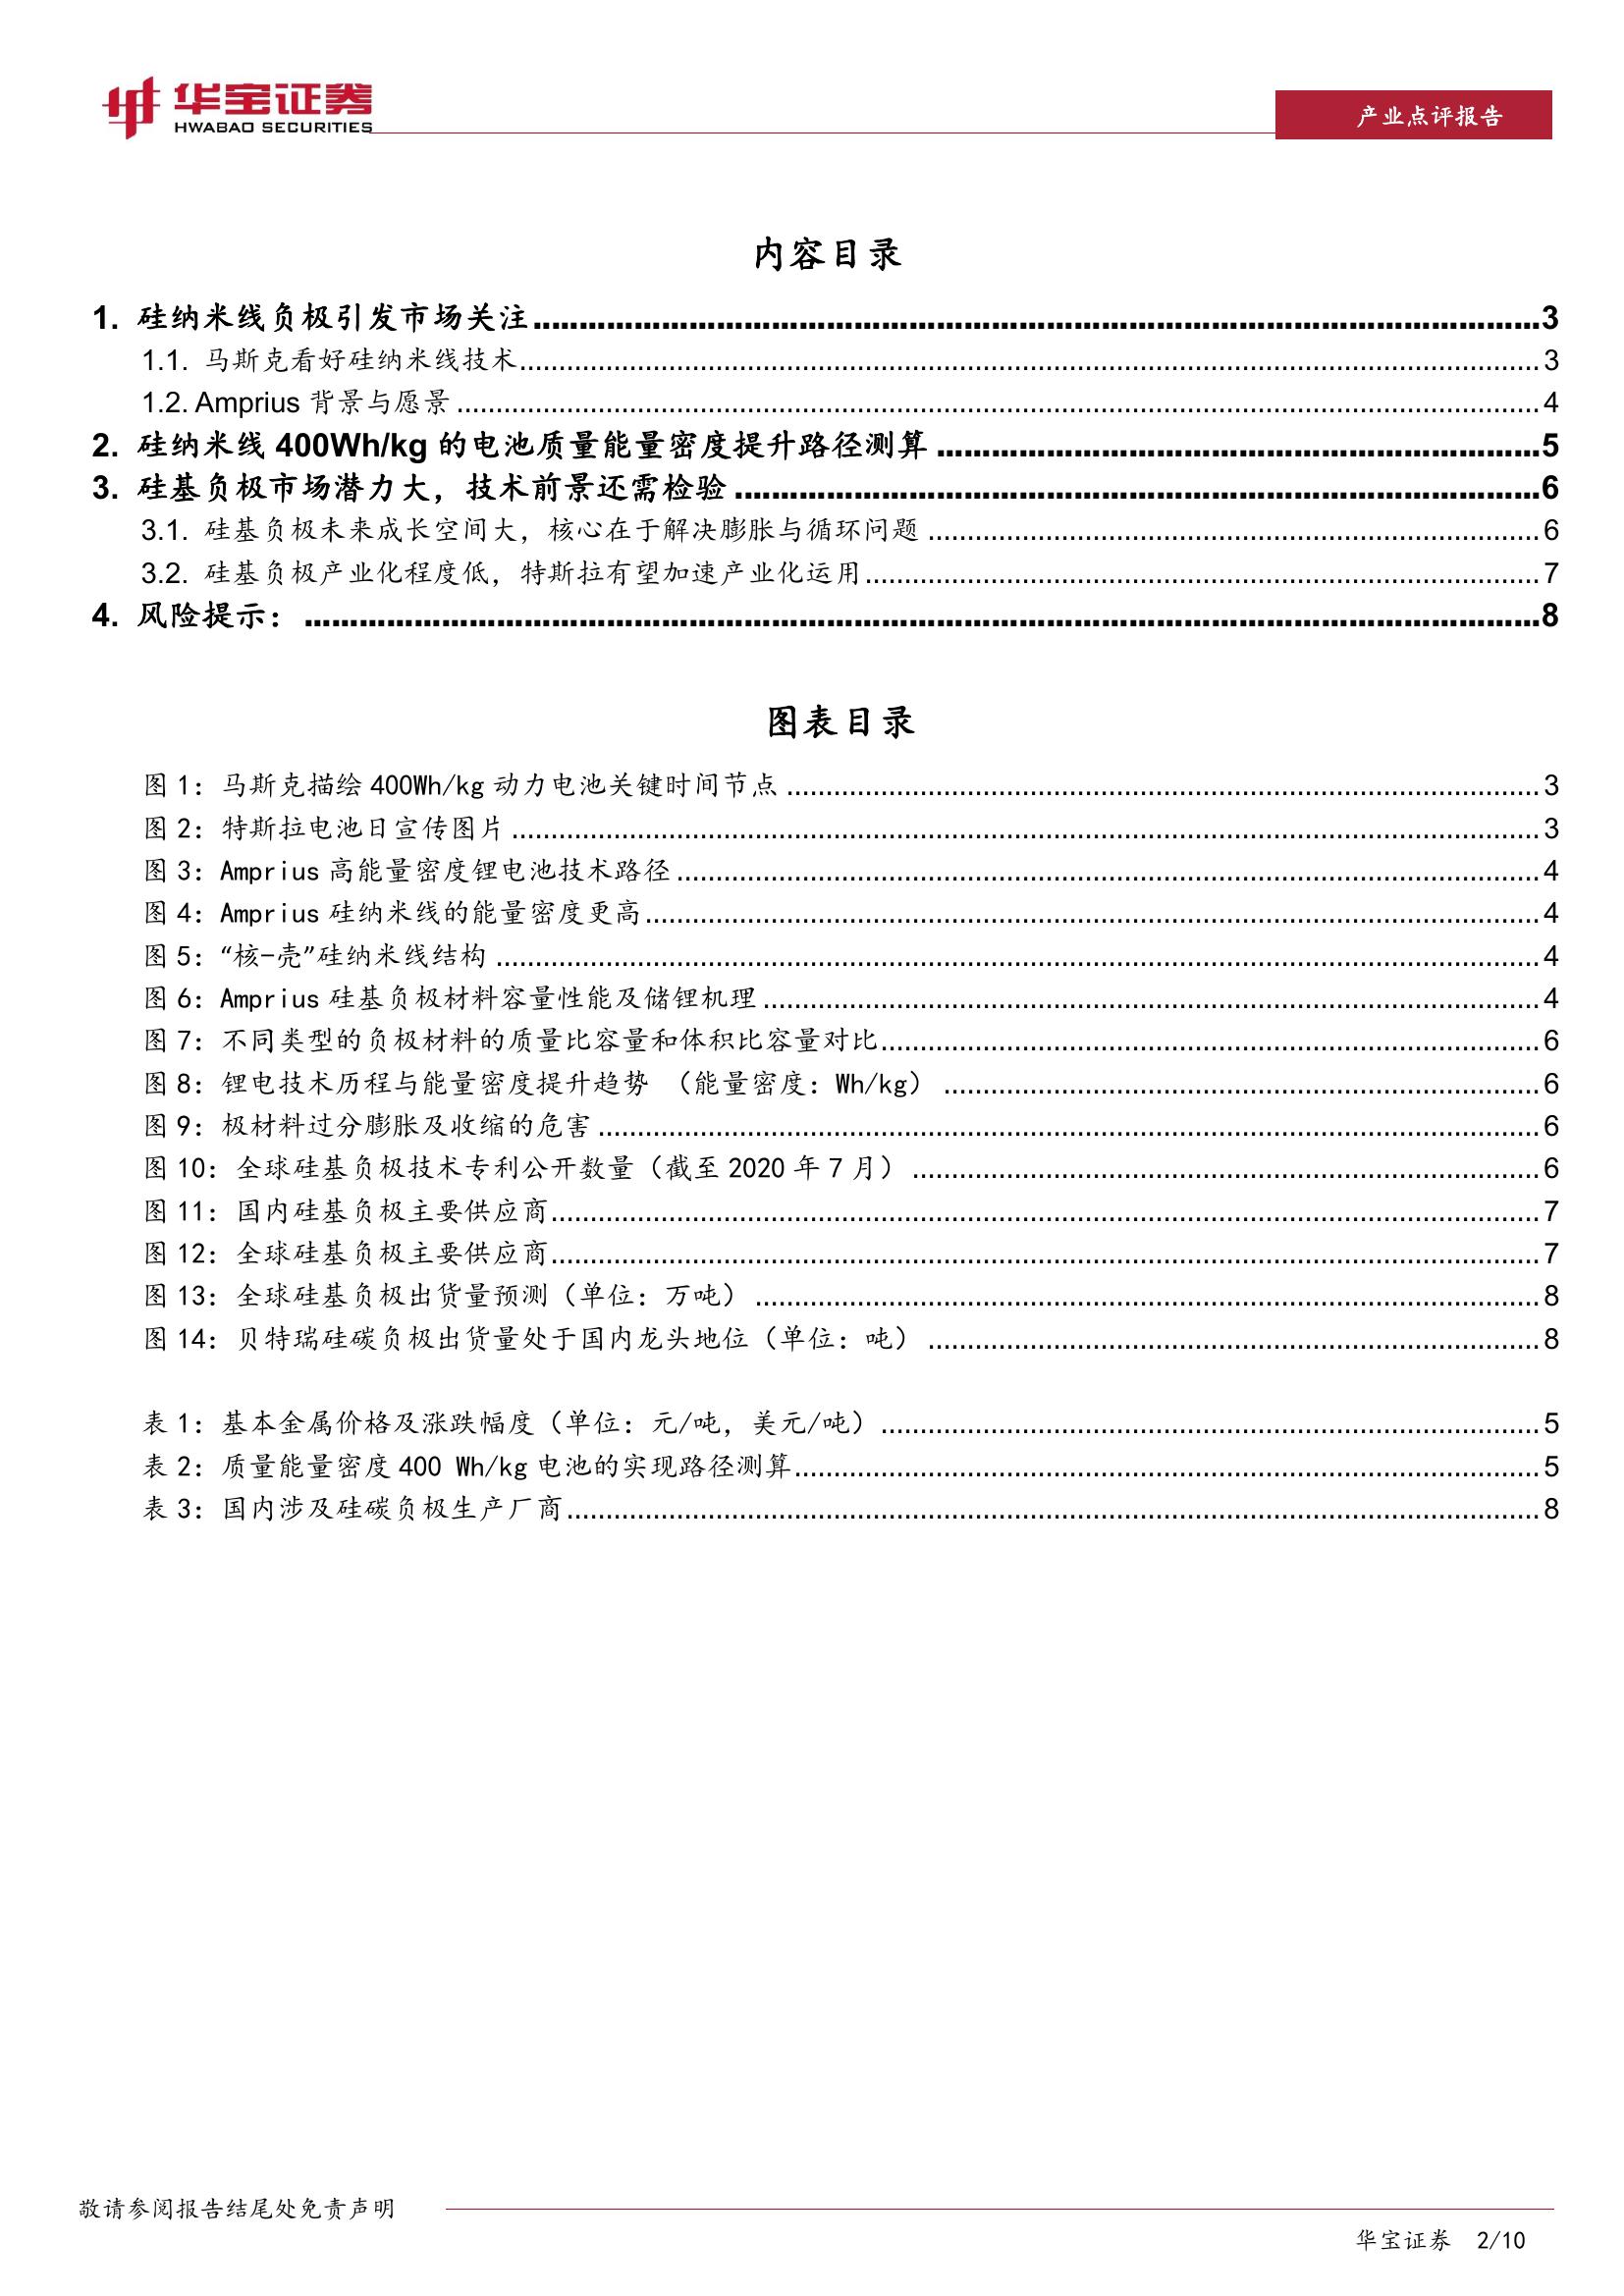 华宝证券
HWABAO SECURITIES
产业点评报告
内容目录
1. 硅纳米线负极引发市场关注 3
1.1. 马斯克看好硅纳米线技术 3
1.2. Amprius 背景与愿景 4
2. 硅纳米线 400Wh/kg 的电池质量能量密度提升路径测算 5
3. 硅基负极市场潜力大，技术前景还需检验 6
3.1. 硅基负极未来成长空间大，核心在于解决膨胀与循环问题 6
3.2. 硅基负极产业化程度低，特斯拉有望加速产业化运用 7
4. 风险提示： 8
图表目录
图 1：马斯克描绘 400Wh/kg 动力电池关键时间节点 3
图 2：特斯拉电池日宣传图片 3
图 3：Amprius 高能量密度锂电池技术路径 4
图 4：Amprius 硅纳米线的能量密度更高 4
图 5：“核-壳”硅纳米线结构 4
图 6：Amprius 硅基负极材料容量性能及储锂机理 4
图 7：不同类型的负极材料的质量比容量和体积比容量对比 6
图 8：锂电技术历程与能量密度提升趋势 （能量密度：Wh/kg） 6
图 9：极材料过分膨胀及收缩的危害 6
图 10：全球硅基负极技术专利公开数量（截至 2020 年 7 月） 6
图 11：国内硅基负极主要供应商 7
图 12：全球硅基负极主要供应商 7
图 13：全球硅基负极出货量预测（单位：万吨） 8
图 14：贝特瑞硅碳负极出货量处于国内龙头地位（单位：吨） 8
表 1：基本金属价格及涨跌幅度（单位：元/吨，美元/吨） 5
表 2：质量能量密度 400 Wh/kg 电池的实现路径测算 5
表 3：国内涉及硅碳负极生产厂商 8
敬请参阅报告结尾处免责声明
华宝证券 2/10